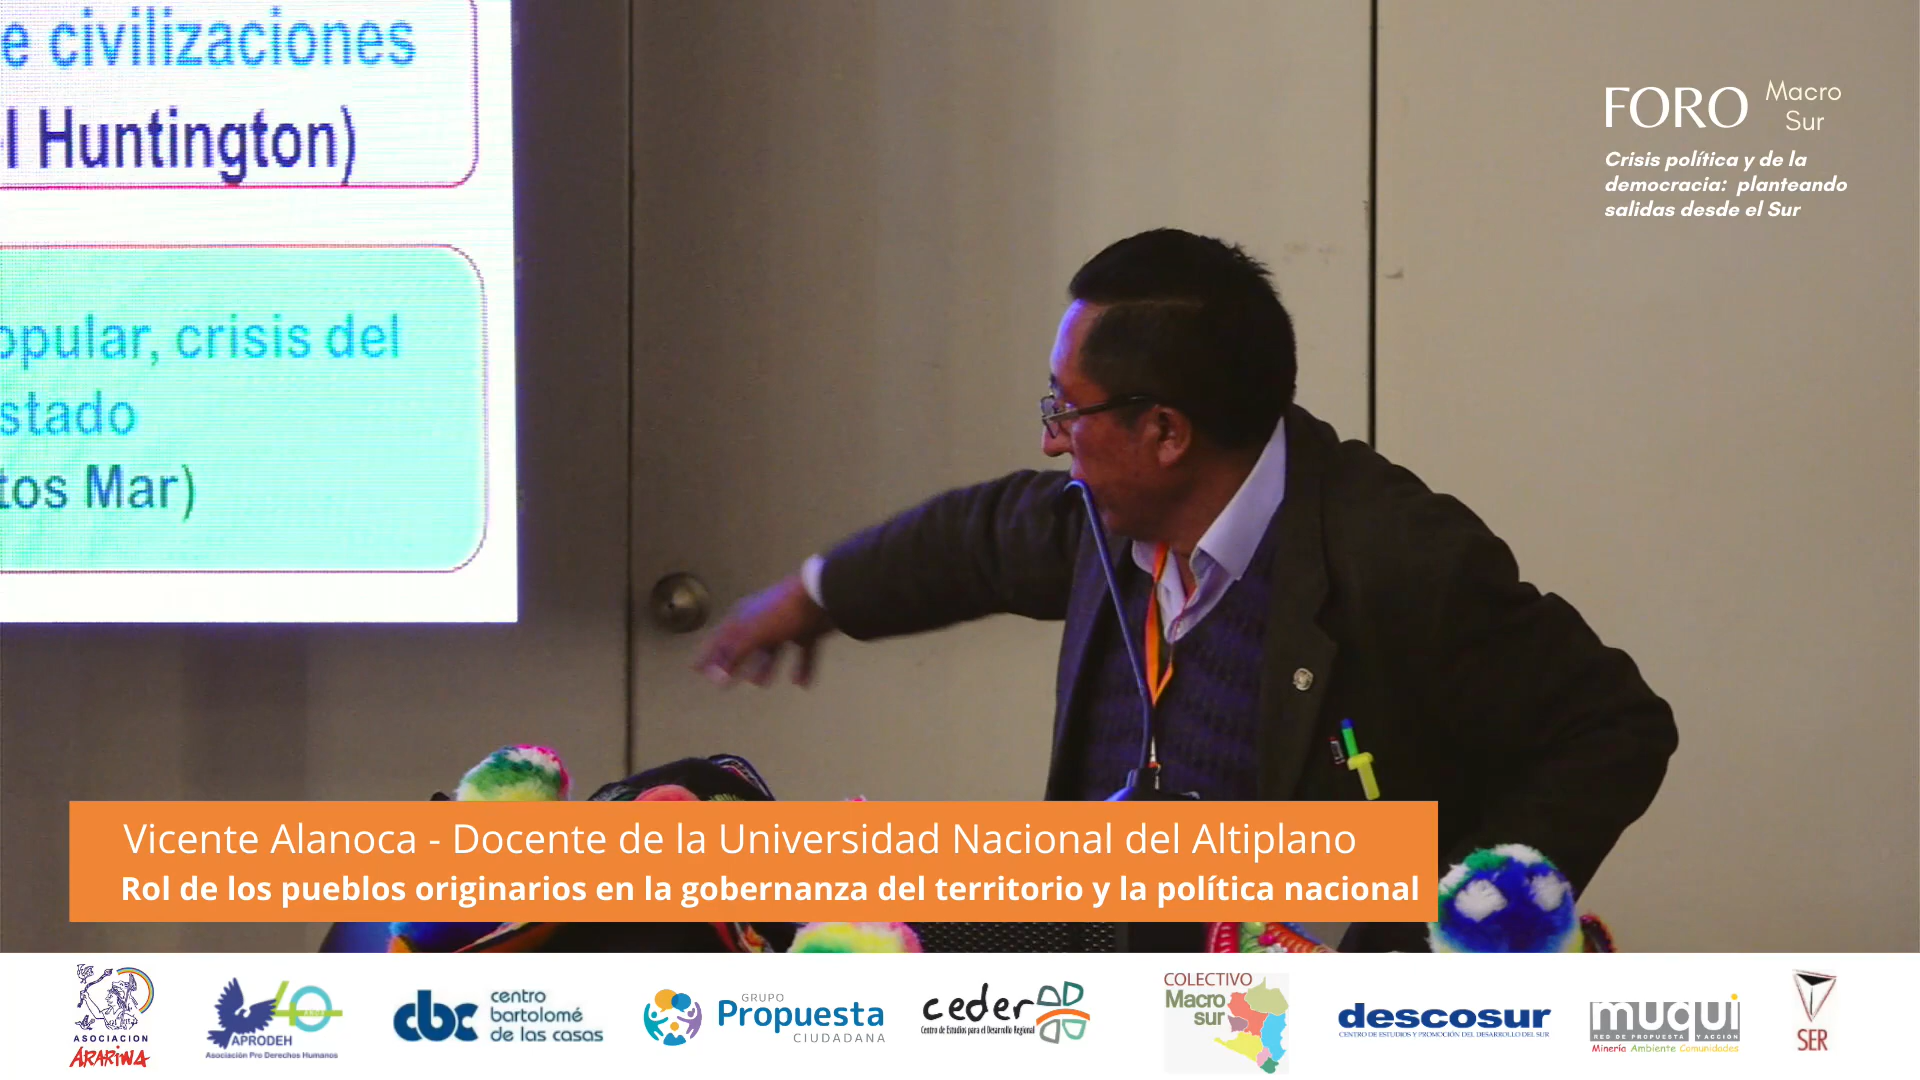 e civilizaciones
l Huntington)
opular, crisis del
stado
tos Mar)
FORO Macro Sur
Crisis política y de la
democracia: planteando
salidas desde el Sur
Vicente Alanoca - Docente de la Universidad Nacional del Altiplano
Rol de los pueblos originarios en la gobernanza del territorio y la política nacional
ASOCIACION
ARARIWA
40
AÑOS
APRODEH
Asociación Pro Derechos Humanos
cbc
centro
bartolomé
de las casas
GRUPO
Propuesta
CIUDADANA
ceder
Centro de Estudios para el Desarrollo Regional
COLECTIVO
Macro
sur
descosur
CENTRO DE ESTUDIOS Y PROMOCIÓN DEL DESARROLLO DEL SUR
muqui
RED DE PROPUESTA Y ACCION
Minería Ambiente Comunidades
SER